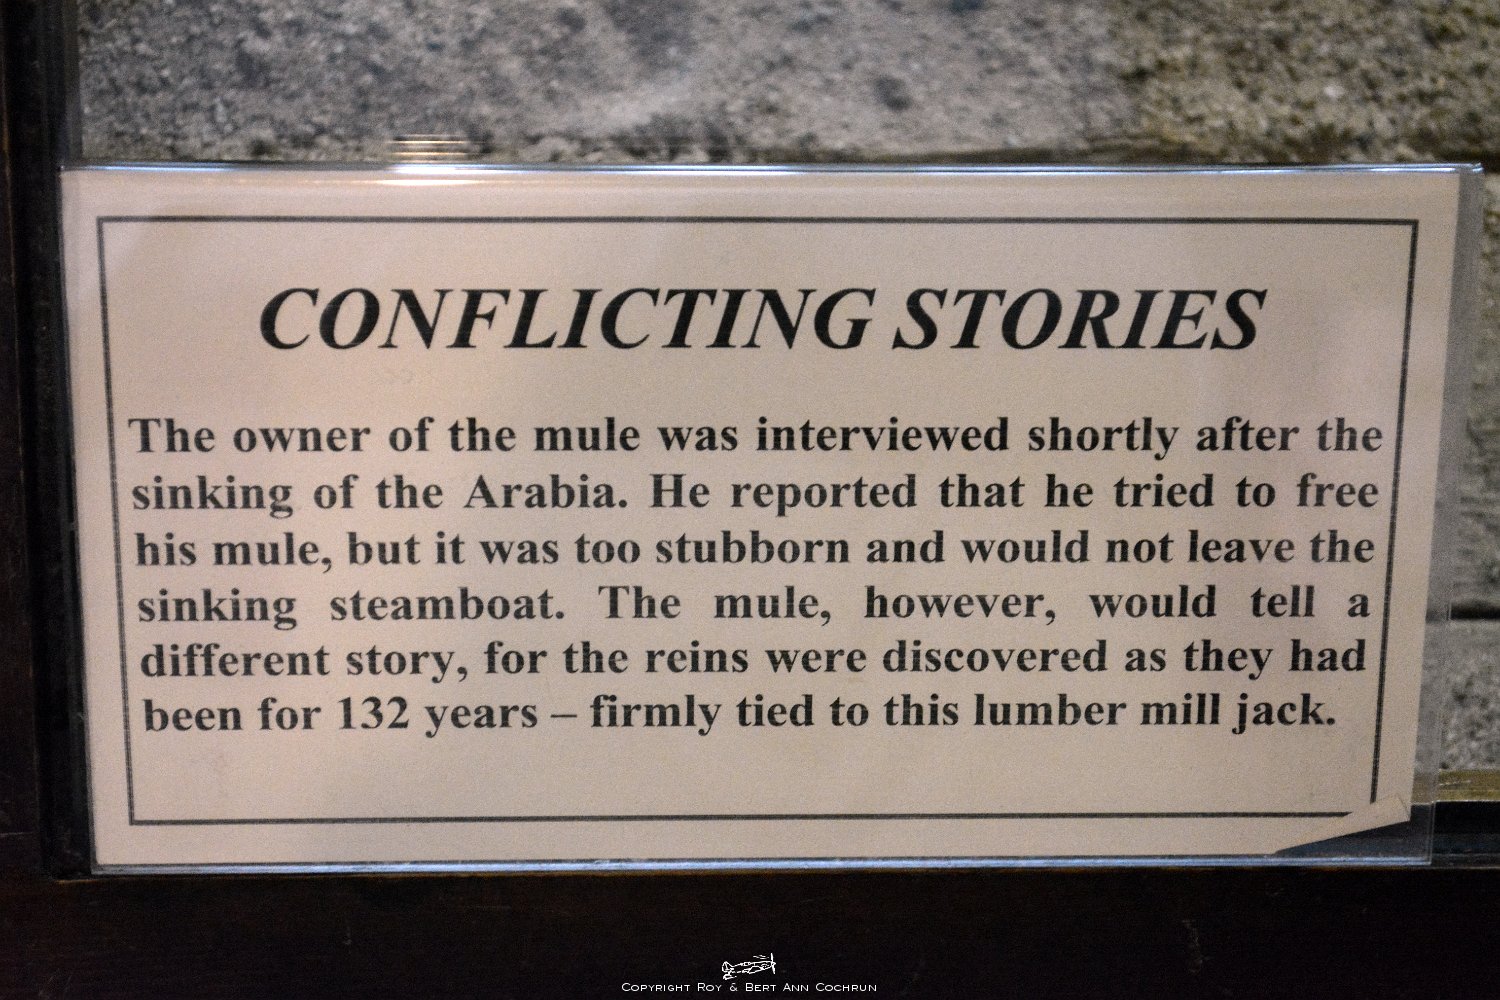 CONFLICTING STORIES
The owner of the mule was interviewed shortly after the
sinking of the Arabia. He reported that he tried to free
his mule, but it was too stubborn and would not leave the
sinking steamboat. The mule, however, would tell a
different story, for the reins were discovered as they had
been for 132 years – firmly tied to this lumber mill jack.
Copyright Roy & Bert Ann Cochrun